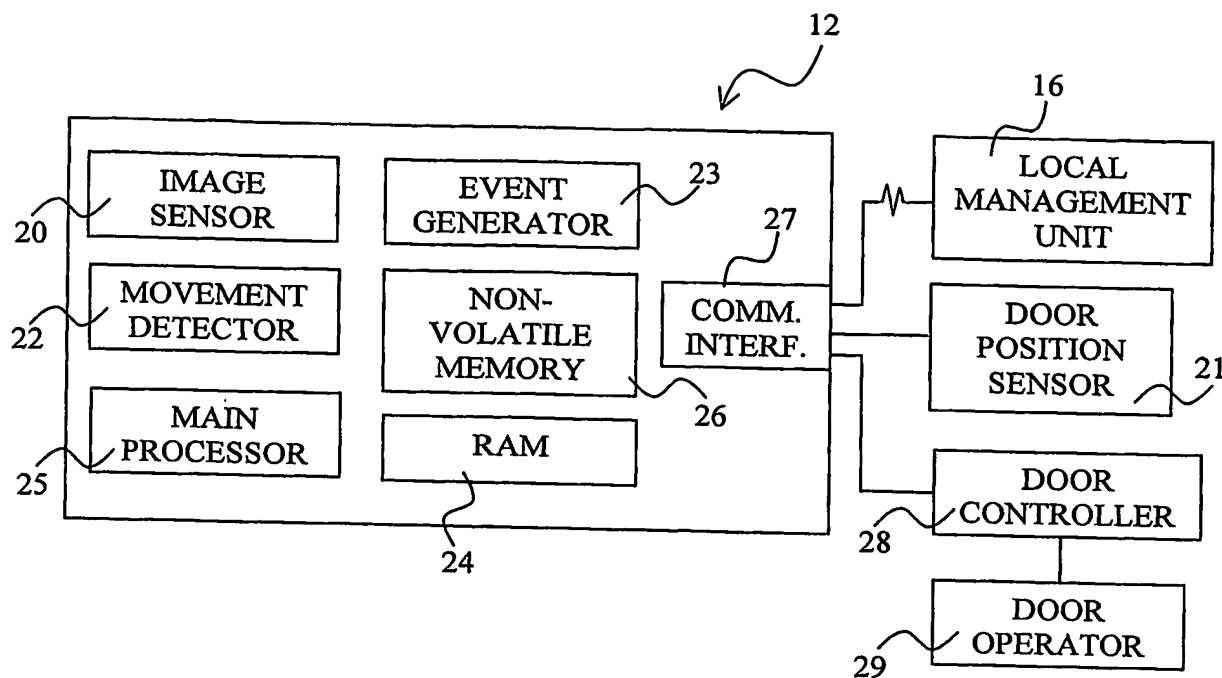 12
16
IMAGE
SENSOR
20
EVENT
GENERATOR
23
LOCAL
MANAGEMENT
UNIT
27
MOVEMENT
DETECTOR
22
NON-
VOLATILE
MEMORY
26
COMM.
INTERF.
DOOR
POSITION
SENSOR
21
MAIN
PROCESSOR
25
RAM
24
DOOR
CONTROLLER
28
DOOR
OPERATOR
29